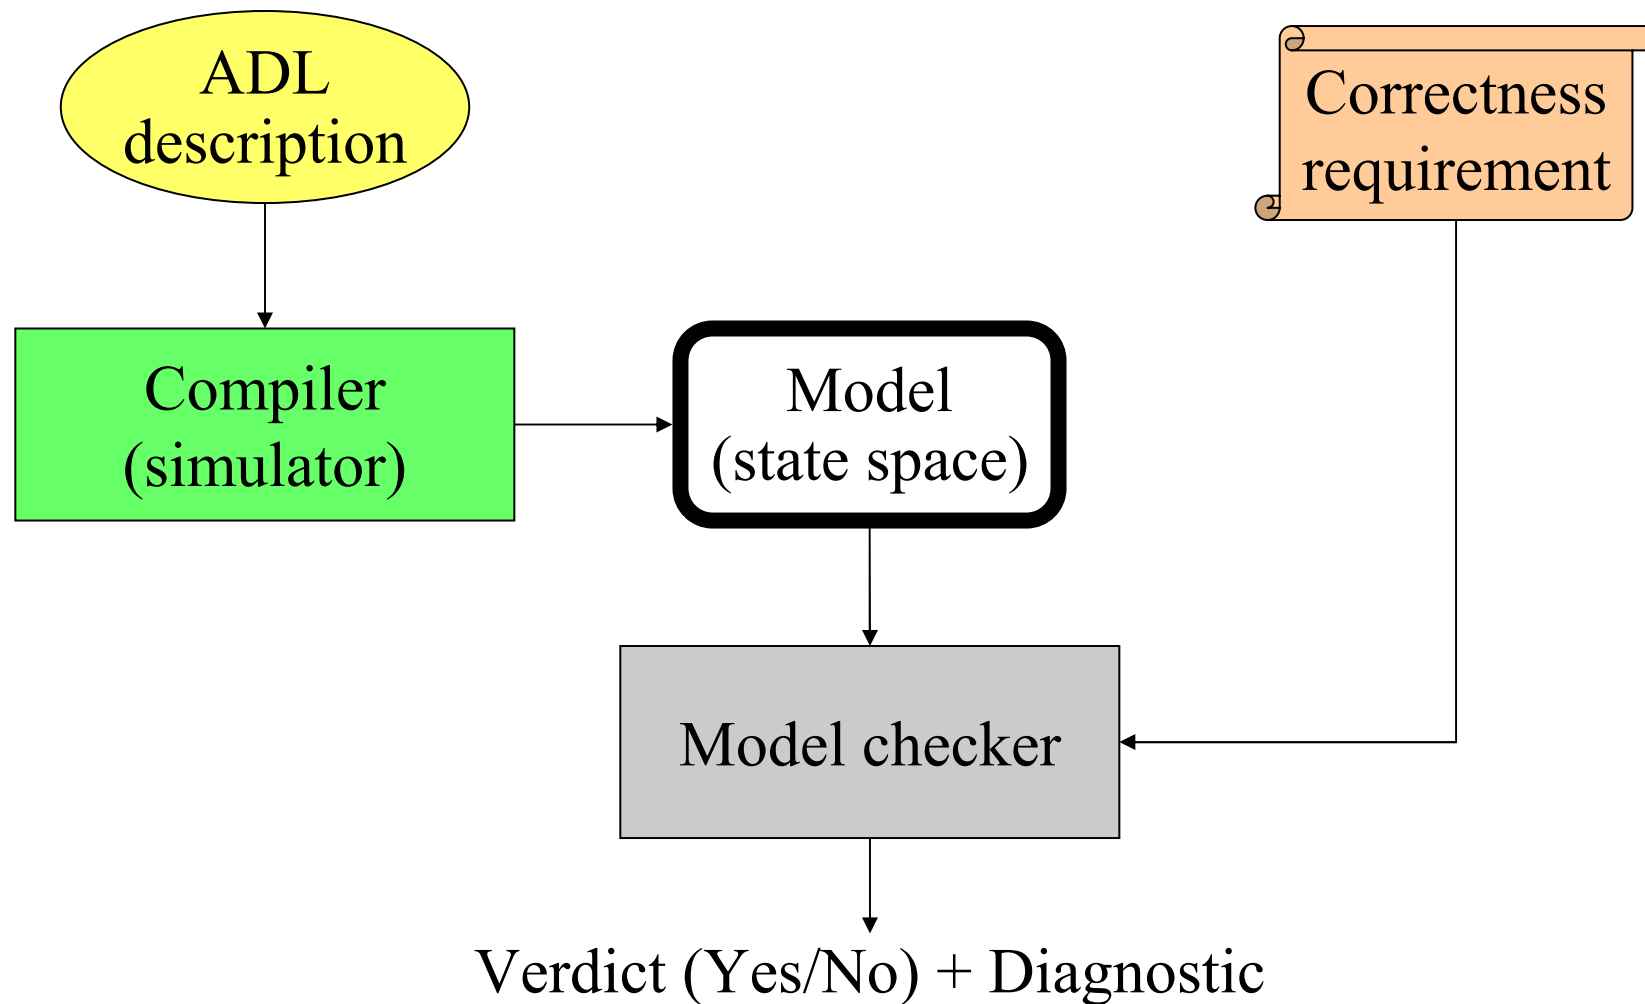 ADL
description
Correctness
requirement
Compiler
(simulator)
Model
(state space)
Model checker
Verdict (Yes/No) + Diagnostic